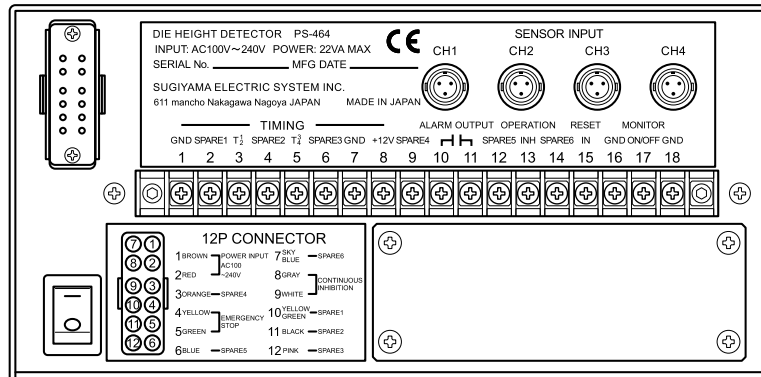 DIE HEIGHT DETECTOR PS-464
INPUT: AC100V～240V POWER: 22VA MAX CE
SERIAL No. MFG DATE
SUGIYAMA ELECTRIC SYSTEM INC.
611 mancho Nakagawa Nagoya JAPAN MADE IN JAPAN
SENSOR INPUT
CH1 CH2 CH3 CH4
TIMING ALARM OUTPUT OPERATION RESET MONITOR
GND SPARE1 T1/2 SPARE2 T3/4 SPARE3 GND +12V SPARE4 SPARE5 INH SPARE6 IN GND ON/OFF GND
1 2 3 4 5 6 7 8 9 10 11 12 13 14 15 16 17 18
12P CONNECTOR
7 1
8 2
9 3
10 4
11 5
12 6
1 BROWN POWER INPUT
AC100
~240V
2 RED
3 ORANGE SPARE4
4 YELLOW EMERGENCY
STOP
5 GREEN
6 BLUE SPARE5
7 SKY
BLUE SPARE6
8 GRAY CONTINUOUS
INHIBITION
9 WHITE
10 YELLOW
GREEN SPARE1
11 BLACK SPARE2
12 PINK SPARE3